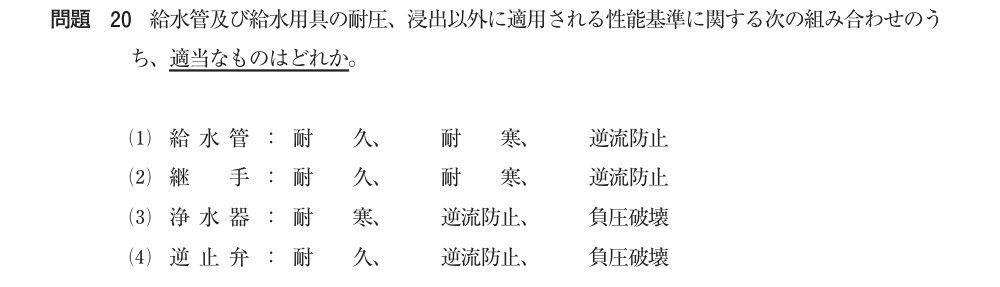 問題 20 給水管及び給水用具の耐圧、浸出以外に適用される性能基準に関する次の組み合わせのう
ち、適当なものはどれか。
(1) 給水管:耐久、 耐寒、 逆流防止
(2) 継手:耐久、 耐寒、 逆流防止
(3) 浄水器:耐寒、 逆流防止、 負圧破壊
(4) 逆止弁:耐久、 逆流防止、 負圧破壊